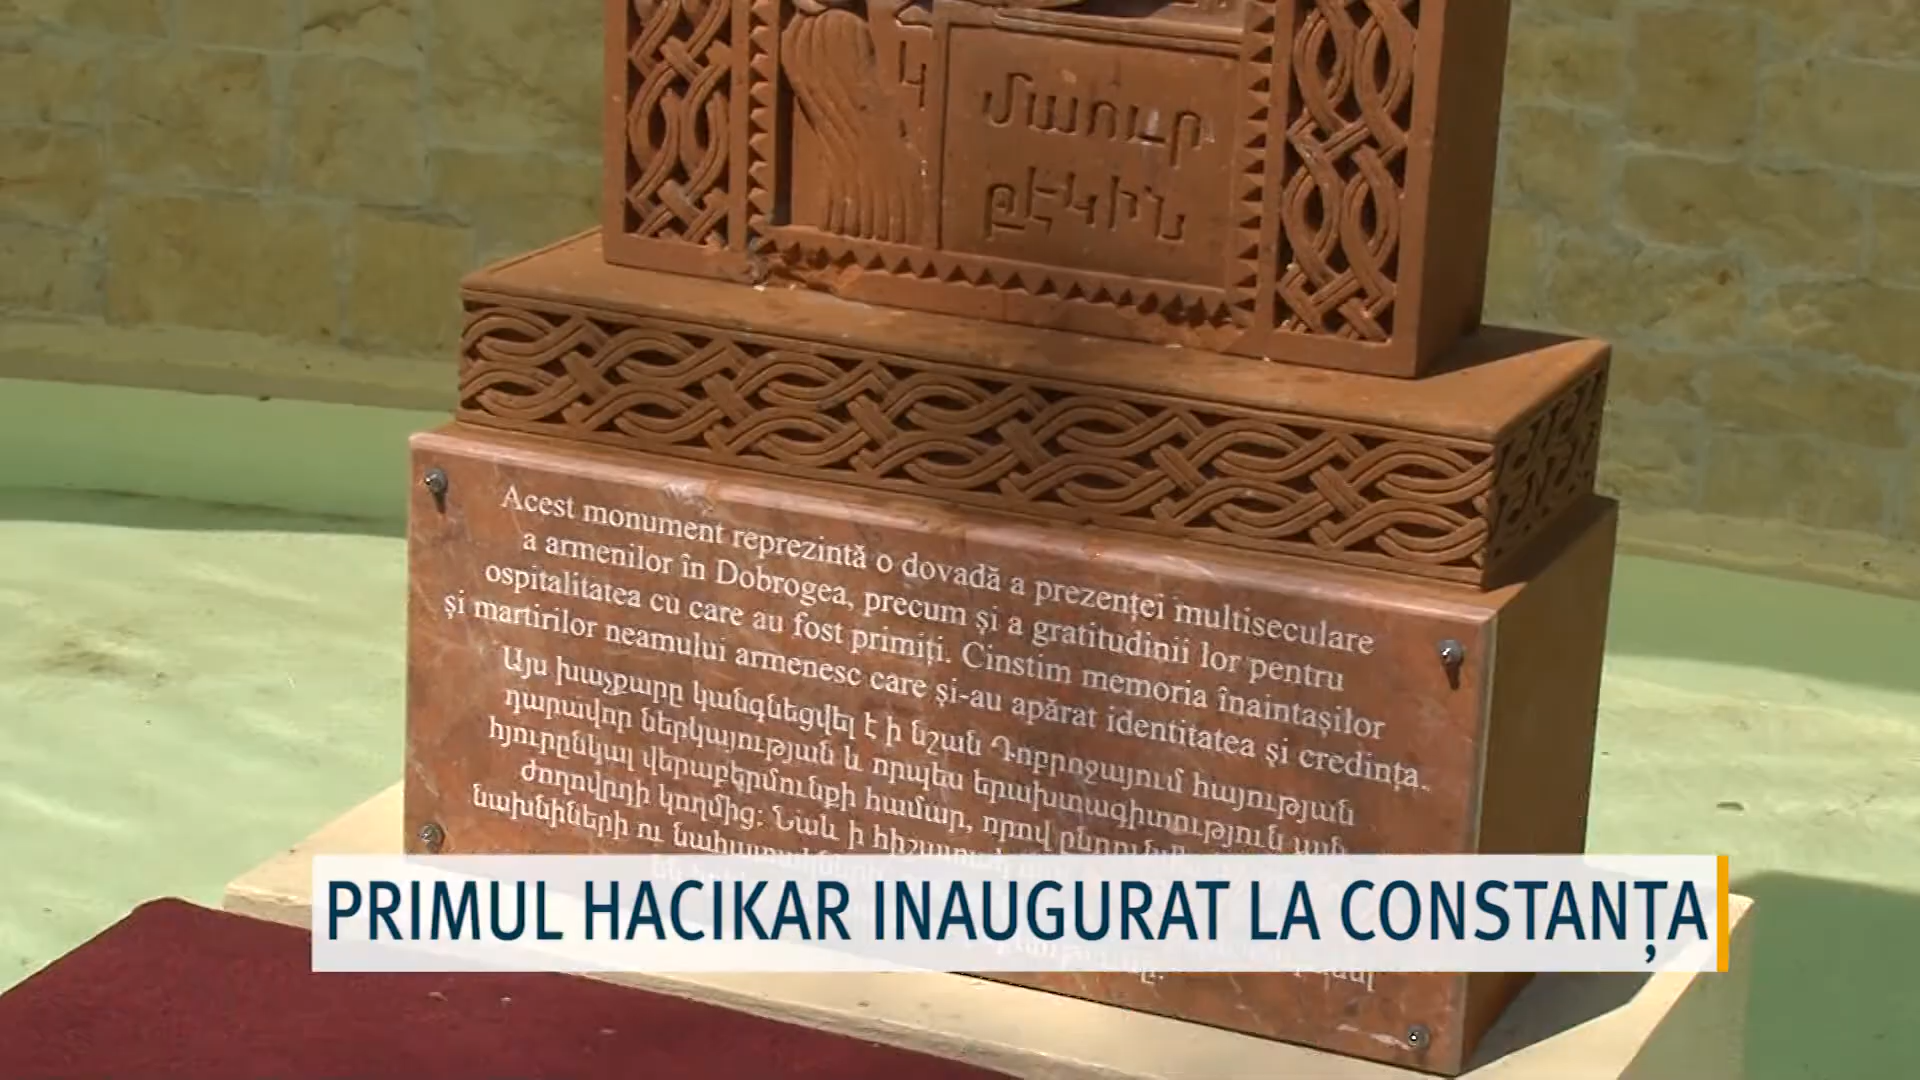 կ
մաուր
քէկին
Acest monument reprezintă o dovadă a prezenței multiseculare
a armenilor în Dobrogea, precum și a gratitudinii lor pentru
ospitalitatea cu care au fost primiți. Cinstim memoria înaintașilor
și martirilor neamului armenesc care și-au apărat identitatea și credința.
Այս խաչքարը կանգնեցվել է ի նշան Դոբրոջայում հայության
դարավոր ներկայության և որպես երախտագիտություն այն
հյուրընկալ վերաբերմունքի համար, որով
ժողովրդի կողմից: Նաև ի հիշատակ
նախնիների ու
PRIMUL HACIKAR INAUGURAT LA CONSTANȚA